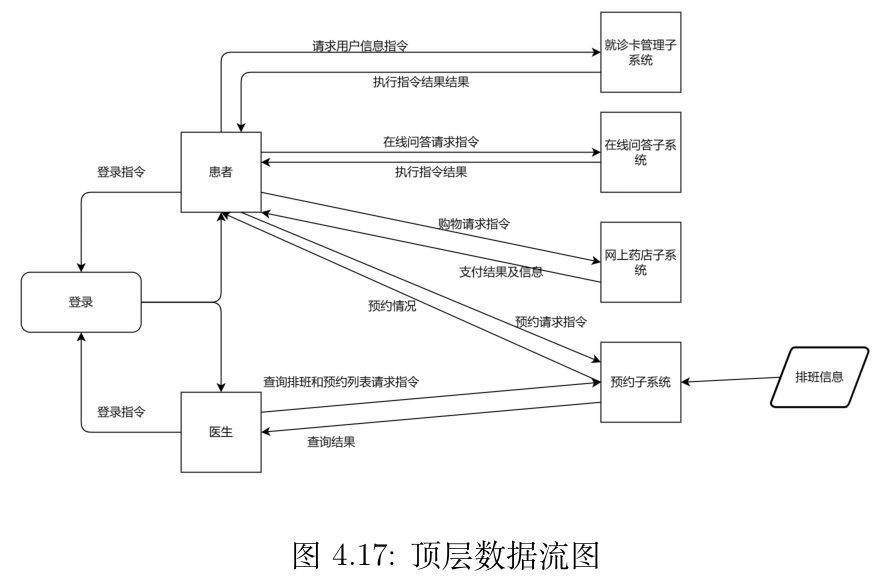 请求用户信息指令
就诊卡管理子
系统
执行指令结果结果
在线问答请求指令
在线问答子系
统
患者
执行指令结果
登录指令
购物请求指令
网上药店子系
统
支付结果及信息
登录
预约情况
预约请求指令
查询排班和预约列表请求指令
预约子系统
排班信息
登录指令
医生
查询结果
图 4.17: 顶层数据流图